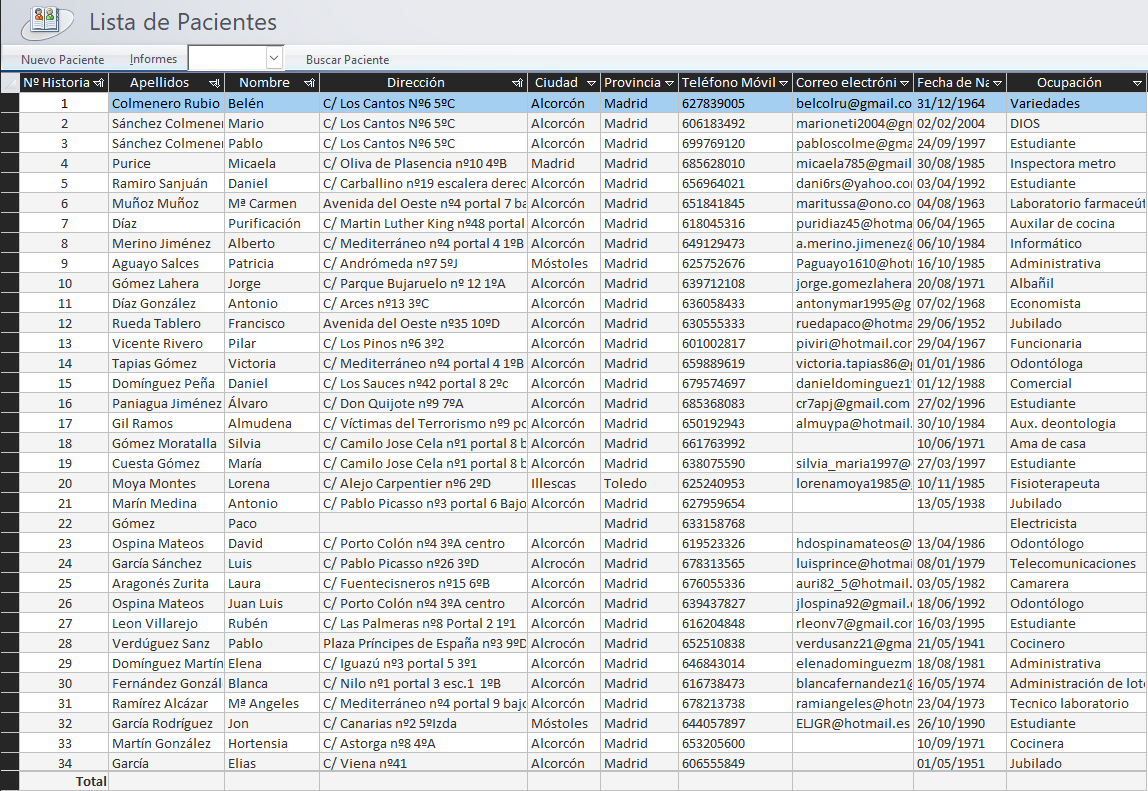 Lista de Pacientes
Nuevo Paciente Informes Buscar Paciente
Nº Historia Apellidos Nombre Dirección Ciudad Provincia Teléfono Móvil Correo electróni Fecha de Na Ocupación
1 Colmenero Rubio Belén C/ Los Cantos Nº6 5ºC Alcorcón Madrid 627839005 belcolru@gmail.co 31/12/1964 Variedades
2 Sánchez Colmener Mario C/ Los Cantos Nº6 5ºC Alcorcón Madrid 606183492 marioneti2004@gm 02/02/2004 DIOS
3 Sánchez Colmener Pablo C/ Los Cantos Nº6 5ºC Alcorcón Madrid 699769120 pabloscolme@gma 24/09/1997 Estudiante
4 Purice Micaela C/ Oliva de Plasencia nº10 4ºB Madrid Madrid 685628010 micaela785@gmail 30/08/1985 Inspectora metro
5 Ramiro Sanjuán Daniel C/ Carballino nº19 escalera derec Alcorcón Madrid 656964021 dani6rs@yahoo.co 03/04/1992 Estudiante
6 Muñoz Muñoz Mª Carmen Avenida del Oeste nº4 portal 7 ba Alcorcón Madrid 651841845 maritussa@ono.co 04/08/1963 Laboratorio farmaceút
7 Díaz Purificación C/ Martin Luther King nº48 portal Alcorcón Madrid 618045316 puridiaz45@hotma 06/04/1965 Auxilar de cocina
8 Merino Jiménez Alberto C/ Mediterráneo nº4 portal 4 1ºB Alcorcón Madrid 649129473 a.merino.jimenez@ 06/10/1984 Informático
9 Aguayo Salces Patricia C/ Andrómeda nº7 5ºJ Móstoles Madrid 625752676 Paguayo1610@hotr 16/10/1985 Administrativa
10 Gómez Lahera Jorge C/ Parque Bujaruelo nº 12 1ºA Alcorcón Madrid 639712108 jorge.gomezlahera 20/08/1971 Albañil
11 Díaz González Antonio C/ Arces nº13 3ºC Alcorcón Madrid 636058433 antonymar1995@g 07/02/1968 Economista
12 Rueda Tablero Francisco Avenida del Oeste nº35 10ºD Alcorcón Madrid 630555333 ruedapaco@hotma 29/06/1952 Jubilado
13 Vicente Rivero Pilar C/ Los Pinos nº6 3º2 Alcorcón Madrid 601002817 piviri@hotmail.con 29/04/1967 Funcionaria
14 Tapias Gómez Victoria C/ Mediterráneo nº4 portal 4 1ºB Alcorcón Madrid 659889619 victoria.tapias86@g 01/01/1986 Odontóloga
15 Domínguez Peña Daniel C/ Los Sauces nº42 portal 8 2ºc Alcorcón Madrid 679574697 danieldominguez1 01/12/1988 Comercial
16 Paniagua Jiménez Álvaro C/ Don Quijote nº9 7ºA Alcorcón Madrid 685368083 cr7apj@gmail.com 27/02/1996 Estudiante
17 Gil Ramos Almudena C/ Víctimas del Terrorismo nº9 pc Alcorcón Madrid 650192943 almuypa@hotmail. 30/10/1984 Aux. deontologia
18 Gómez Moratalla Silvia C/ Camilo Jose Cela nº1 portal 8 b Alcorcón Madrid 661763992 10/06/1971 Ama de casa
19 Cuesta Gómez María C/ Camilo Jose Cela nº1 portal 8 b Alcorcón Madrid 638075590 silvia_maria1997@ 27/03/1997 Estudiante
20 Moya Montes Lorena C/ Alejo Carpentier nº6 2ºD Illescas Toledo 625240953 lorenamoya1985@ 10/11/1985 Fisioterapeuta
21 Marín Medina Antonio C/ Pablo Picasso nº3 portal 6 Bajo Alcorcón Madrid 627959654 13/05/1938 Jubilado
22 Gómez Paco Madrid 633158768 Electricista
23 Ospina Mateos David C/ Porto Colón nº4 3ºA centro Alcorcón Madrid 619523326 hdospinamateos@ 13/04/1986 Odontólogo
24 García Sánchez Luis C/ Pablo Picasso nº26 3ºD Alcrocón Madrid 678313565 luisprince@hotmai 08/01/1979 Telecomunicaciones
25 Aragonés Zurita Laura C/ Fuentecisneros nº15 6ºB Alcorcón Madrid 676055336 auri82_5@hotmail. 03/05/1982 Camarera
26 Ospina Mateos Juan Luis C/ Porto Colón nº4 3ºA centro Alcorcón Madrid 639437827 jlospina92@gmail. 18/06/1992 Odontólogo
27 Leon Villarejo Rubén C/ Las Palmeras nº8 Portal 2 1º1 Alcorcón Madrid 616204848 rleonv7@gmail.cor 16/03/1995 Estudiante
28 Verdúguez Sanz Pablo Plaza Príncipes de España nº3 9ºD Alcorcón Madrid 652510838 verdusanz21@gma 21/05/1941 Cocinero
29 Domínguez Martín Elena C/ Iguazú nº3 portal 5 3º1 Alcorcón Madrid 646843014 elenadominguezm 18/08/1981 Administrativa
30 Fernández Gonzál Blanca C/ Nilo nº1 portal 3 esc.1 1ºB Alcorcón Madrid 616738473 blancafernandez1@ 16/05/1974 Administración de lot
31 Ramírez Alcázar Mª Angeles C/ Mediterráneo nº4 portal 9 bajo Alcorcón Madrid 678213738 ramiangeles@hotn 23/04/1973 Tecnico laboratorio
32 García Rodríguez Jon C/ Canarias nº2 5ºIzda Móstoles Madrid 644057897 ELJGR@hotmail.es 26/10/1990 Estudiante
33 Martín González Hortensia C/ Astorga nº8 4ºA Alcorcón Madrid 653205600 10/09/1971 Cocinera
34 García Elias C/ Viena nº41 Alcorcón Madrid 606555849 01/05/1951 Jubilado
Total